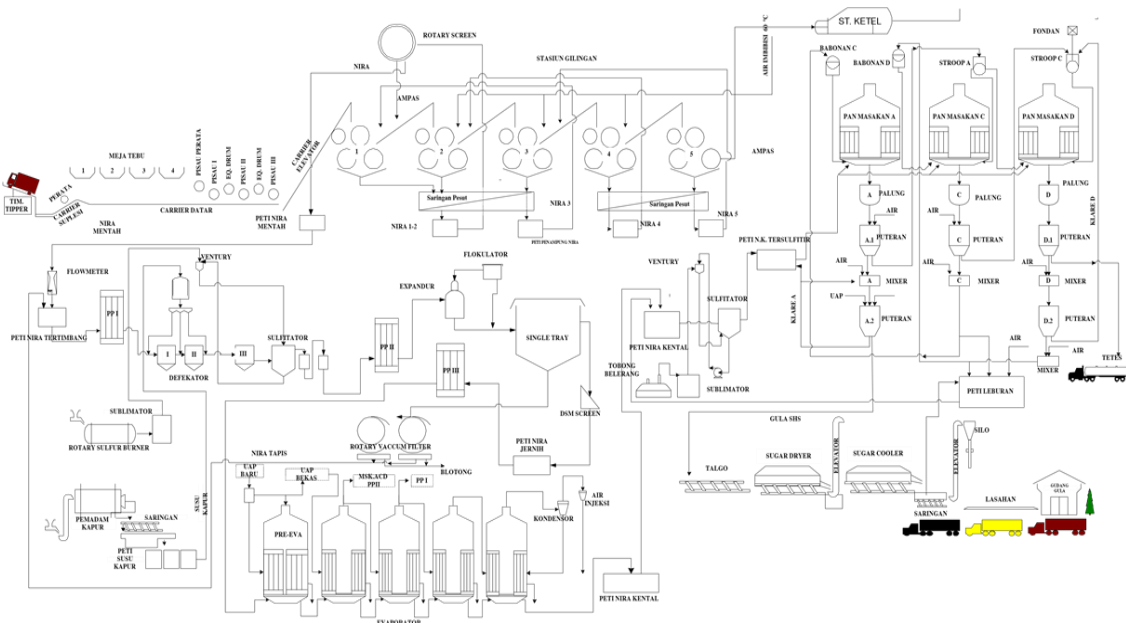 ROTARY SCREEN
NIRA
STASIUN GILINGAN
AIR IMBIBISI 60 °C
ST. KETEL
AMPAS
CARRIER
ELEVATOR
1
2
3
4
5
AMPAS
Saringan Pesut
Saringan Pesut
NIRA 1-2
NIRA 3
PETI PENAMPUNG NIRA
NIRA 4
NIRA 5
MEJA TEBU
1
2
3
4
PISAU PERATA
PISAU I
EQ. DRUM
PISAU II
EQ. DRUM
PISAU III
TIM.
TIPPER
PERATA
CARRIER
SUPLESI
CARRIER DATAR
NIRA
MENTAH
PETI NIRA
MENTAH
FONDAN
BABONAN C
BABONAN D
STROOP A
STROOP C
PAN MASAKAN A
PAN MASAKAN C
PAN MASAKAN D
A
C
D
PALUNG
PALUNG
AIR
A.1
PUTERAN
AIR
C
PUTERAN
D.1
PUTERAN
KLARE D
AIR
A
MIXER
AIR
C
MIXER
AIR
D
MIXER
UAP
A.2
PUTERAN
D.2
PUTERAN
KLARE A
AIR
AIR
MIXER
TETES
PETI LEBURAN
FLOWMETER
PETI NIRA TERTIMBANG
PP I
VENTURY
I
II
III
DEFEKATOR
SULFITATOR
SUBLIMATOR
ROTARY SULFUR BURNER
PP II
EXPANDUR
FLOKULATOR
SINGLE TRAY
PP III
DSM SCREEN
PETI NIRA
JERNIH
ROTARY VACCUM FILTER
NIRA TAPIS
BLOTONG
VENTURY
PETI N.K. TERSULFITIR
SULFITATOR
PETI NIRA KENTAL
TOBONG
BELERANG
SUBLIMATOR
PEMADAM
KAPUR
SARINGAN
PETI
SUSU
KAPUR
SUSU
KAPUR
UAP
BARU
UAP
BEKAS
MSK.ACD
PPII
PP I
PRE-EVA
EVAPORATOR
KONDENSOR
AIR
INJEKSI
PETI NIRA KENTAL
GULA SHS
TALGO
SUGAR DRYER
ELEVATOR
SUGAR COOLER
ELEVATOR
SILO
SARINGAN
LASAHAN
GUDANG
GULA